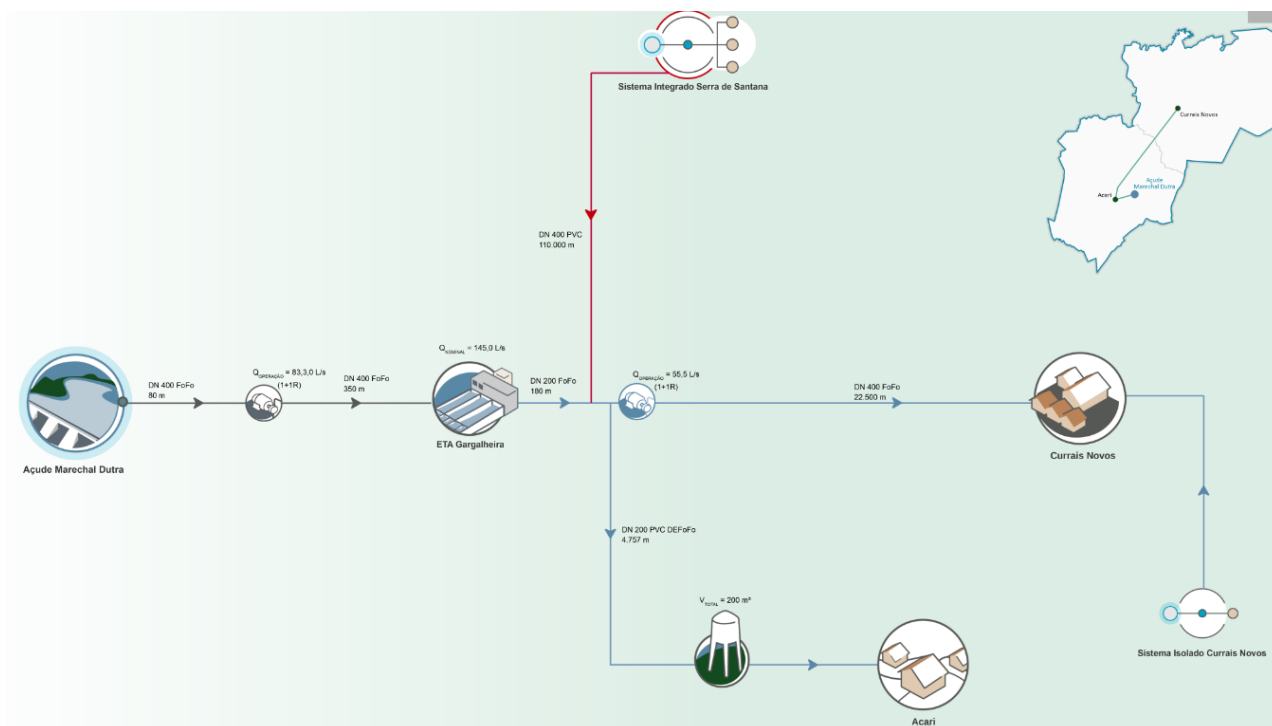 Sistema Integrado Serra de Santana
Currais Novos
Açude
Marechal Dutra
Acari
DN 400 PVC
110.000 m
Q NOMINAL = 145,0 L/s
Q OPERAÇÃO = 83,3,0 L/s
(1+1R)
DN 400 FoFo
80 m
DN 400 FoFo
350 m
DN 200 FoFo
180 m
Q OPERAÇÃO = 55,5 L/s
(1+1R)
DN 400 FoFo
22.500 m
Açude Marechal Dutra
ETA Gargalheira
Currais Novos
DN 200 PVC DEFoFo
4.757 m
V TOTAL = 200 m³
Sistema Isolado Currais Novos
Acari